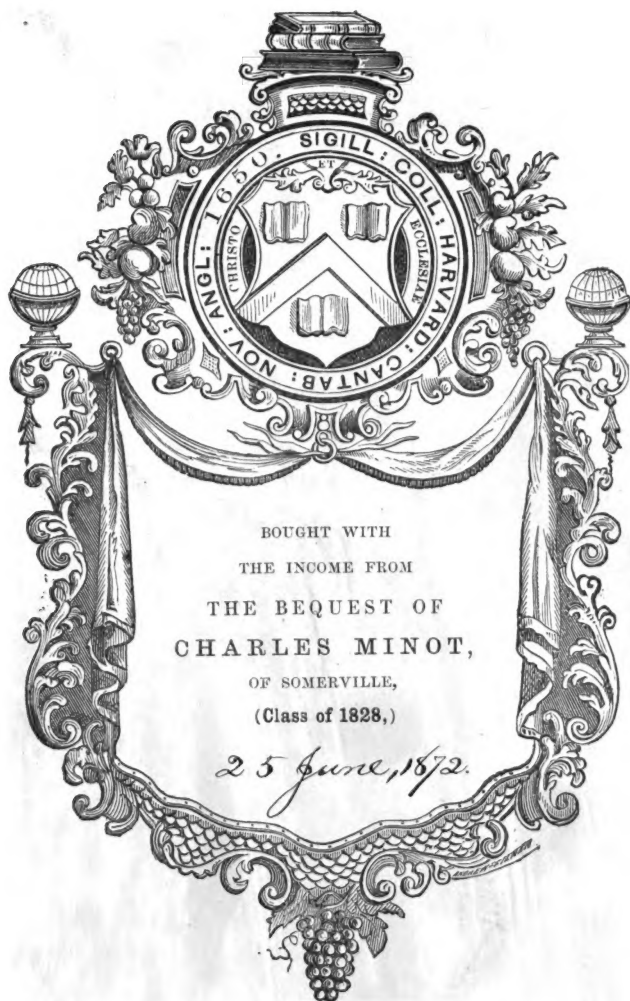 SIGILL: COLL: HARVARD: CANTAB: NOV: ANGL: 1650.
CHRISTO
ET
ECCLESIAE
BOUGHT WITH
THE INCOME FROM
THE BEQUEST OF
CHARLES MINOT,
OF SOMERVILLE,
(Class of 1828,)
25 June, 1872.